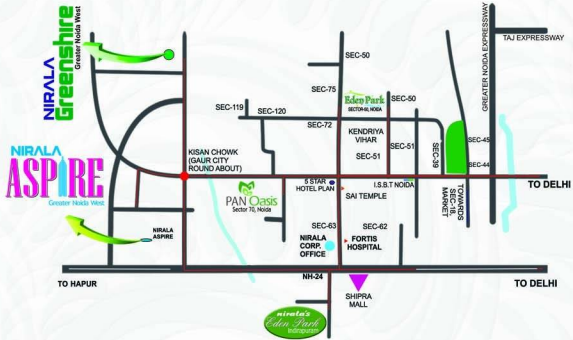 NIRALA
Greenshire
Greater Noida West
NIRALA
ASPIRE
Greater Noida West
KISAN CHOWK
(GAUR CITY
ROUND ABOUT)
NIRALA
ASPIRE
TO HAPUR
SEC-119
SEC-120
PAN Oasis
Sector 70, Noida
SEC-50
SEC-75
Eden Park
SECTOR-50, NOIDA
SEC-50
SEC-72
KENDRIYA
VIHAR
SEC-51
SEC-51
SEC-39
5 STAR
HOTEL PLAN
I.S.B.T NOIDA
SAI TEMPLE
SEC-63
SEC-62
NIRALA
CORP.
OFFICE
FORTIS
HOSPITAL
NH-24
SHIPRA
MALL
nirala's
Eden Park
Indirapuram
TOWARDS
SEC-18,
MARKET
SEC-45
SEC-44
GREATER NOIDA EXPRESSWAY
TAJ EXPRESSWAY
TO DELHI
TO DELHI